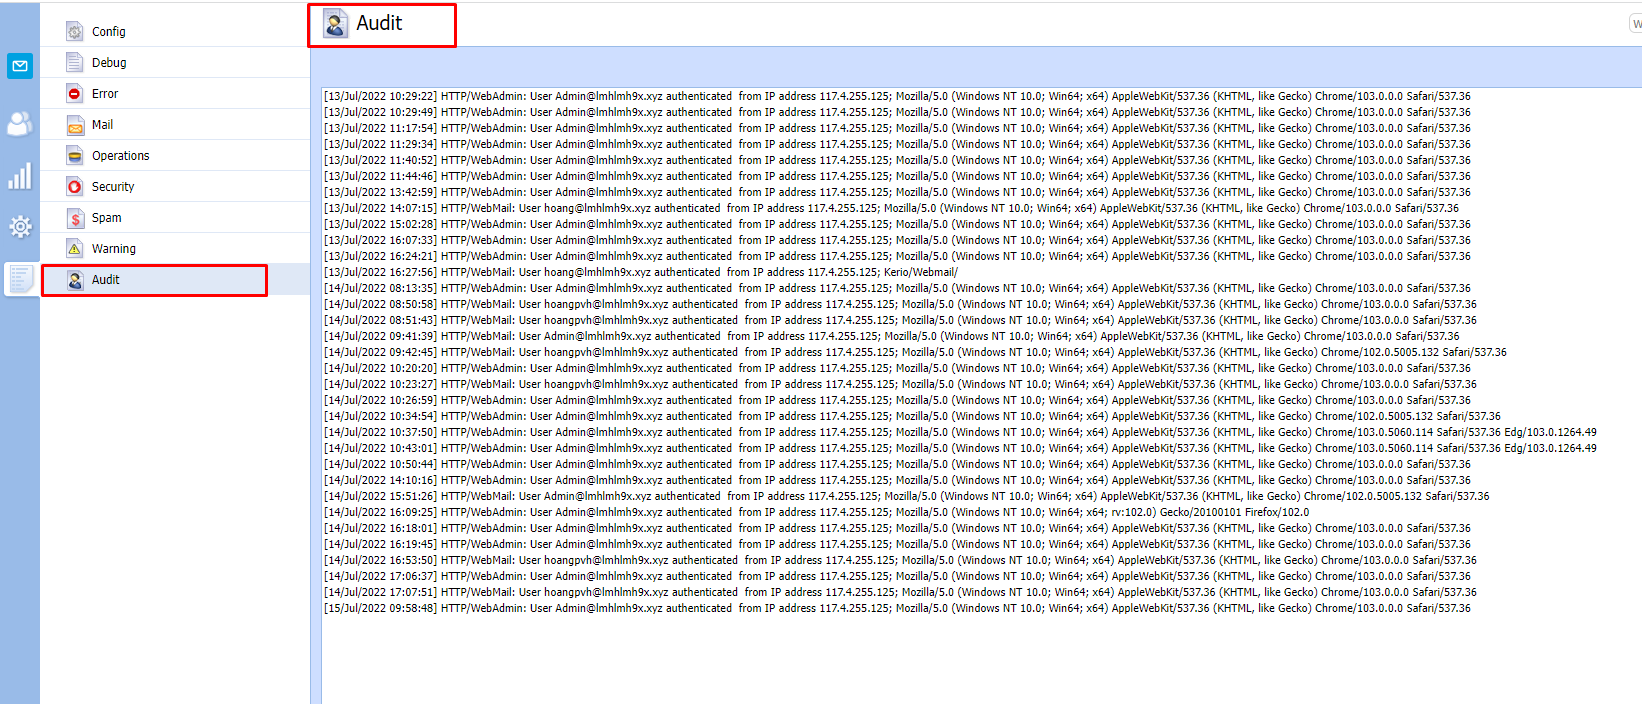 Config
Debug
Error
Mail
Operations
Security
Spam
Warning
Audit
Audit
W
[13/Jul/2022 10:29:22] HTTP/WebAdmin: User Admin@lmhlmh9x.xyz authenticated  from IP address 117.4.255.125; Mozilla/5.0 (Windows NT 10.0; Win64; x64) AppleWebKit/537.36 (KHTML, like Gecko) Chrome/103.0.0.0 Safari/537.36
[13/Jul/2022 10:29:49] HTTP/WebAdmin: User Admin@lmhlmh9x.xyz authenticated  from IP address 117.4.255.125; Mozilla/5.0 (Windows NT 10.0; Win64; x64) AppleWebKit/537.36 (KHTML, like Gecko) Chrome/103.0.0.0 Safari/537.36
[13/Jul/2022 11:17:54] HTTP/WebAdmin: User Admin@lmhlmh9x.xyz authenticated  from IP address 117.4.255.125; Mozilla/5.0 (Windows NT 10.0; Win64; x64) AppleWebKit/537.36 (KHTML, like Gecko) Chrome/103.0.0.0 Safari/537.36
[13/Jul/2022 11:29:34] HTTP/WebAdmin: User Admin@lmhlmh9x.xyz authenticated  from IP address 117.4.255.125; Mozilla/5.0 (Windows NT 10.0; Win64; x64) AppleWebKit/537.36 (KHTML, like Gecko) Chrome/103.0.0.0 Safari/537.36
[13/Jul/2022 11:40:52] HTTP/WebAdmin: User Admin@lmhlmh9x.xyz authenticated  from IP address 117.4.255.125; Mozilla/5.0 (Windows NT 10.0; Win64; x64) AppleWebKit/537.36 (KHTML, like Gecko) Chrome/103.0.0.0 Safari/537.36
[13/Jul/2022 11:44:46] HTTP/WebAdmin: User Admin@lmhlmh9x.xyz authenticated  from IP address 117.4.255.125; Mozilla/5.0 (Windows NT 10.0; Win64; x64) AppleWebKit/537.36 (KHTML, like Gecko) Chrome/103.0.0.0 Safari/537.36
[13/Jul/2022 13:42:59] HTTP/WebAdmin: User Admin@lmhlmh9x.xyz authenticated  from IP address 117.4.255.125; Mozilla/5.0 (Windows NT 10.0; Win64; x64) AppleWebKit/537.36 (KHTML, like Gecko) Chrome/103.0.0.0 Safari/537.36
[13/Jul/2022 14:07:15] HTTP/WebMail: User hoang@lmhlmh9x.xyz authenticated  from IP address 117.4.255.125; Mozilla/5.0 (Windows NT 10.0; Win64; x64) AppleWebKit/537.36 (KHTML, like Gecko) Chrome/103.0.0.0 Safari/537.36
[13/Jul/2022 15:02:28] HTTP/WebAdmin: User Admin@lmhlmh9x.xyz authenticated  from IP address 117.4.255.125; Mozilla/5.0 (Windows NT 10.0; Win64; x64) AppleWebKit/537.36 (KHTML, like Gecko) Chrome/103.0.0.0 Safari/537.36
[13/Jul/2022 16:07:33] HTTP/WebAdmin: User Admin@lmhlmh9x.xyz authenticated  from IP address 117.4.255.125; Mozilla/5.0 (Windows NT 10.0; Win64; x64) AppleWebKit/537.36 (KHTML, like Gecko) Chrome/103.0.0.0 Safari/537.36
[13/Jul/2022 16:24:21] HTTP/WebAdmin: User Admin@lmhlmh9x.xyz authenticated  from IP address 117.4.255.125; Mozilla/5.0 (Windows NT 10.0; Win64; x64) AppleWebKit/537.36 (KHTML, like Gecko) Chrome/103.0.0.0 Safari/537.36
[13/Jul/2022 16:27:56] HTTP/WebMail: User hoang@lmhlmh9x.xyz authenticated  from IP address 117.4.255.125; Kerio/Webmail/
[14/Jul/2022 08:13:35] HTTP/WebAdmin: User Admin@lmhlmh9x.xyz authenticated  from IP address 117.4.255.125; Mozilla/5.0 (Windows NT 10.0; Win64; x64) AppleWebKit/537.36 (KHTML, like Gecko) Chrome/103.0.0.0 Safari/537.36
[14/Jul/2022 08:50:58] HTTP/WebMail: User hoangpvh@lmhlmh9x.xyz authenticated  from IP address 117.4.255.125; Mozilla/5.0 (Windows NT 10.0; Win64; x64) AppleWebKit/537.36 (KHTML, like Gecko) Chrome/103.0.0.0 Safari/537.36
[14/Jul/2022 08:51:43] HTTP/WebMail: User hoangpvh@lmhlmh9x.xyz authenticated  from IP address 117.4.255.125; Mozilla/5.0 (Windows NT 10.0; Win64; x64) AppleWebKit/537.36 (KHTML, like Gecko) Chrome/103.0.0.0 Safari/537.36
[14/Jul/2022 09:41:39] HTTP/WebMail: User Admin@lmhlmh9x.xyz authenticated  from IP address 117.4.255.125; Mozilla/5.0 (Windows NT 10.0; Win64; x64) AppleWebKit/537.36 (KHTML, like Gecko) Chrome/103.0.0.0 Safari/537.36
[14/Jul/2022 09:42:45] HTTP/WebMail: User hoangpvh@lmhlmh9x.xyz authenticated  from IP address 117.4.255.125; Mozilla/5.0 (Windows NT 10.0; Win64; x64) AppleWebKit/537.36 (KHTML, like Gecko) Chrome/102.0.5005.132 Safari/537.36
[14/Jul/2022 10:20:20] HTTP/WebAdmin: User Admin@lmhlmh9x.xyz authenticated  from IP address 117.4.255.125; Mozilla/5.0 (Windows NT 10.0; Win64; x64) AppleWebKit/537.36 (KHTML, like Gecko) Chrome/103.0.0.0 Safari/537.36
[14/Jul/2022 10:23:27] HTTP/WebMail: User hoangpvh@lmhlmh9x.xyz authenticated  from IP address 117.4.255.125; Mozilla/5.0 (Windows NT 10.0; Win64; x64) AppleWebKit/537.36 (KHTML, like Gecko) Chrome/103.0.0.0 Safari/537.36
[14/Jul/2022 10:26:59] HTTP/WebAdmin: User Admin@lmhlmh9x.xyz authenticated  from IP address 117.4.255.125; Mozilla/5.0 (Windows NT 10.0; Win64; x64) AppleWebKit/537.36 (KHTML, like Gecko) Chrome/103.0.0.0 Safari/537.36
[14/Jul/2022 10:34:54] HTTP/WebAdmin: User Admin@lmhlmh9x.xyz authenticated  from IP address 117.4.255.125; Mozilla/5.0 (Windows NT 10.0; Win64; x64) AppleWebKit/537.36 (KHTML, like Gecko) Chrome/102.0.5005.132 Safari/537.36
[14/Jul/2022 10:37:50] HTTP/WebAdmin: User Admin@lmhlmh9x.xyz authenticated  from IP address 117.4.255.125; Mozilla/5.0 (Windows NT 10.0; Win64; x64) AppleWebKit/537.36 (KHTML, like Gecko) Chrome/103.0.5060.114 Safari/537.36 Edg/103.0.1264.49
[14/Jul/2022 10:43:01] HTTP/WebAdmin: User Admin@lmhlmh9x.xyz authenticated  from IP address 117.4.255.125; Mozilla/5.0 (Windows NT 10.0; Win64; x64) AppleWebKit/537.36 (KHTML, like Gecko) Chrome/103.0.5060.114 Safari/537.36 Edg/103.0.1264.49
[14/Jul/2022 10:50:44] HTTP/WebAdmin: User Admin@lmhlmh9x.xyz authenticated  from IP address 117.4.255.125; Mozilla/5.0 (Windows NT 10.0; Win64; x64) AppleWebKit/537.36 (KHTML, like Gecko) Chrome/103.0.0.0 Safari/537.36
[14/Jul/2022 14:10:16] HTTP/WebAdmin: User Admin@lmhlmh9x.xyz authenticated  from IP address 117.4.255.125; Mozilla/5.0 (Windows NT 10.0; Win64; x64) AppleWebKit/537.36 (KHTML, like Gecko) Chrome/103.0.0.0 Safari/537.36
[14/Jul/2022 15:51:26] HTTP/WebMail: User Admin@lmhlmh9x.xyz authenticated  from IP address 117.4.255.125; Mozilla/5.0 (Windows NT 10.0; Win64; x64) AppleWebKit/537.36 (KHTML, like Gecko) Chrome/102.0.5005.132 Safari/537.36
[14/Jul/2022 16:09:25] HTTP/WebAdmin: User Admin@lmhlmh9x.xyz authenticated  from IP address 117.4.255.125; Mozilla/5.0 (Windows NT 10.0; Win64; x64; rv:102.0) Gecko/20100101 Firefox/102.0
[14/Jul/2022 16:18:01] HTTP/WebAdmin: User Admin@lmhlmh9x.xyz authenticated  from IP address 117.4.255.125; Mozilla/5.0 (Windows NT 10.0; Win64; x64) AppleWebKit/537.36 (KHTML, like Gecko) Chrome/103.0.0.0 Safari/537.36
[14/Jul/2022 16:19:45] HTTP/WebAdmin: User Admin@lmhlmh9x.xyz authenticated  from IP address 117.4.255.125; Mozilla/5.0 (Windows NT 10.0; Win64; x64) AppleWebKit/537.36 (KHTML, like Gecko) Chrome/103.0.0.0 Safari/537.36
[14/Jul/2022 16:53:50] HTTP/WebMail: User hoangpvh@lmhlmh9x.xyz authenticated  from IP address 117.4.255.125; Mozilla/5.0 (Windows NT 10.0; Win64; x64) AppleWebKit/537.36 (KHTML, like Gecko) Chrome/103.0.0.0 Safari/537.36
[14/Jul/2022 17:06:37] HTTP/WebAdmin: User Admin@lmhlmh9x.xyz authenticated  from IP address 117.4.255.125; Mozilla/5.0 (Windows NT 10.0; Win64; x64) AppleWebKit/537.36 (KHTML, like Gecko) Chrome/103.0.0.0 Safari/537.36
[14/Jul/2022 17:07:51] HTTP/WebMail: User hoangpvh@lmhlmh9x.xyz authenticated  from IP address 117.4.255.125; Mozilla/5.0 (Windows NT 10.0; Win64; x64) AppleWebKit/537.36 (KHTML, like Gecko) Chrome/103.0.0.0 Safari/537.36
[15/Jul/2022 09:58:48] HTTP/WebAdmin: User Admin@lmhlmh9x.xyz authenticated  from IP address 117.4.255.125; Mozilla/5.0 (Windows NT 10.0; Win64; x64) AppleWebKit/537.36 (KHTML, like Gecko) Chrome/103.0.0.0 Safari/537.36